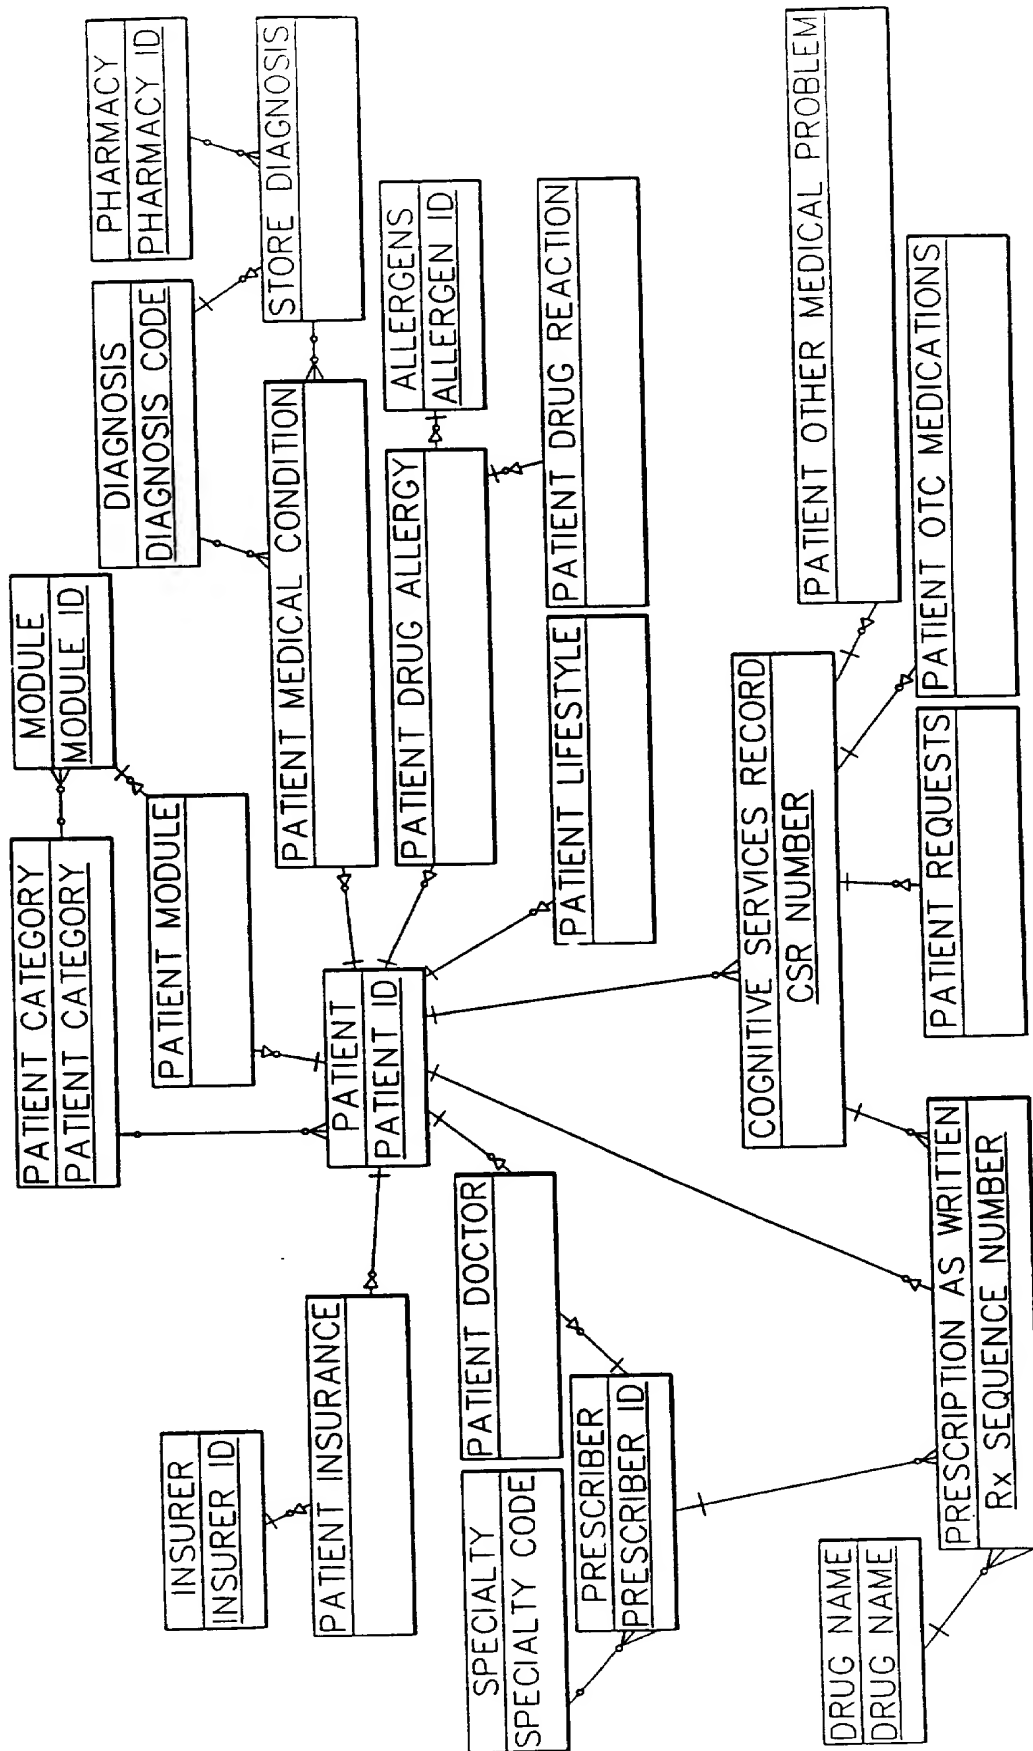 PATIENT CATEGORY
PATIENT CATEGORY
MODULE
MODULE ID
DIAGNOSIS
DIAGNOSIS CODE
PHARMACY
PHARMACY ID
INSURER
INSURER ID
PATIENT MODULE
PATIENT MEDICAL CONDITION
STORE DIAGNOSIS
PATIENT INSURANCE
PATIENT
PATIENT ID
PATIENT DRUG ALLERGY
ALLERGENS
ALLERGEN ID
SPECIALTY
SPECIALTY CODE
PATIENT DOCTOR
PATIENT LIFESTYLE
PATIENT DRUG REACTION
PRESCRIBER
PRESCRIBER ID
COGNITIVE SERVICES RECORD
CSR NUMBER
PATIENT OTHER MEDICAL PROBLEM
DRUG NAME
DRUG NAME
PRESCRIPTION AS WRITTEN
Rx SEQUENCE NUMBER
PATIENT REQUESTS
PATIENT OTC MEDICATIONS